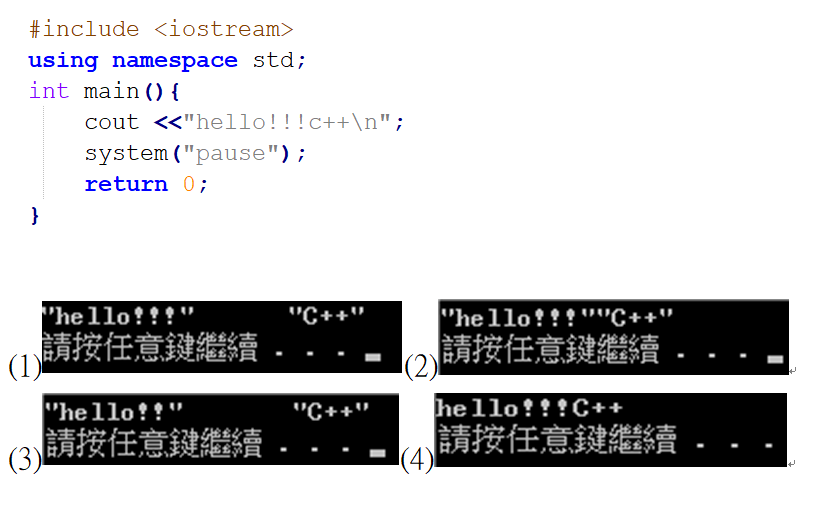 #include <iostream>
using namespace std;
int main(){
cout <<"hello!!!c++\n";
system("pause");
return 0;
}
(1) "hello!!!" "C++"
請按任意鍵繼續 . . .
(2) "hello!!!""C++"
請按任意鍵繼續 . . .
(3) "hello!!" "C++"
請按任意鍵繼續 . . .
(4) hello!!!C++
請按任意鍵繼續 . . .